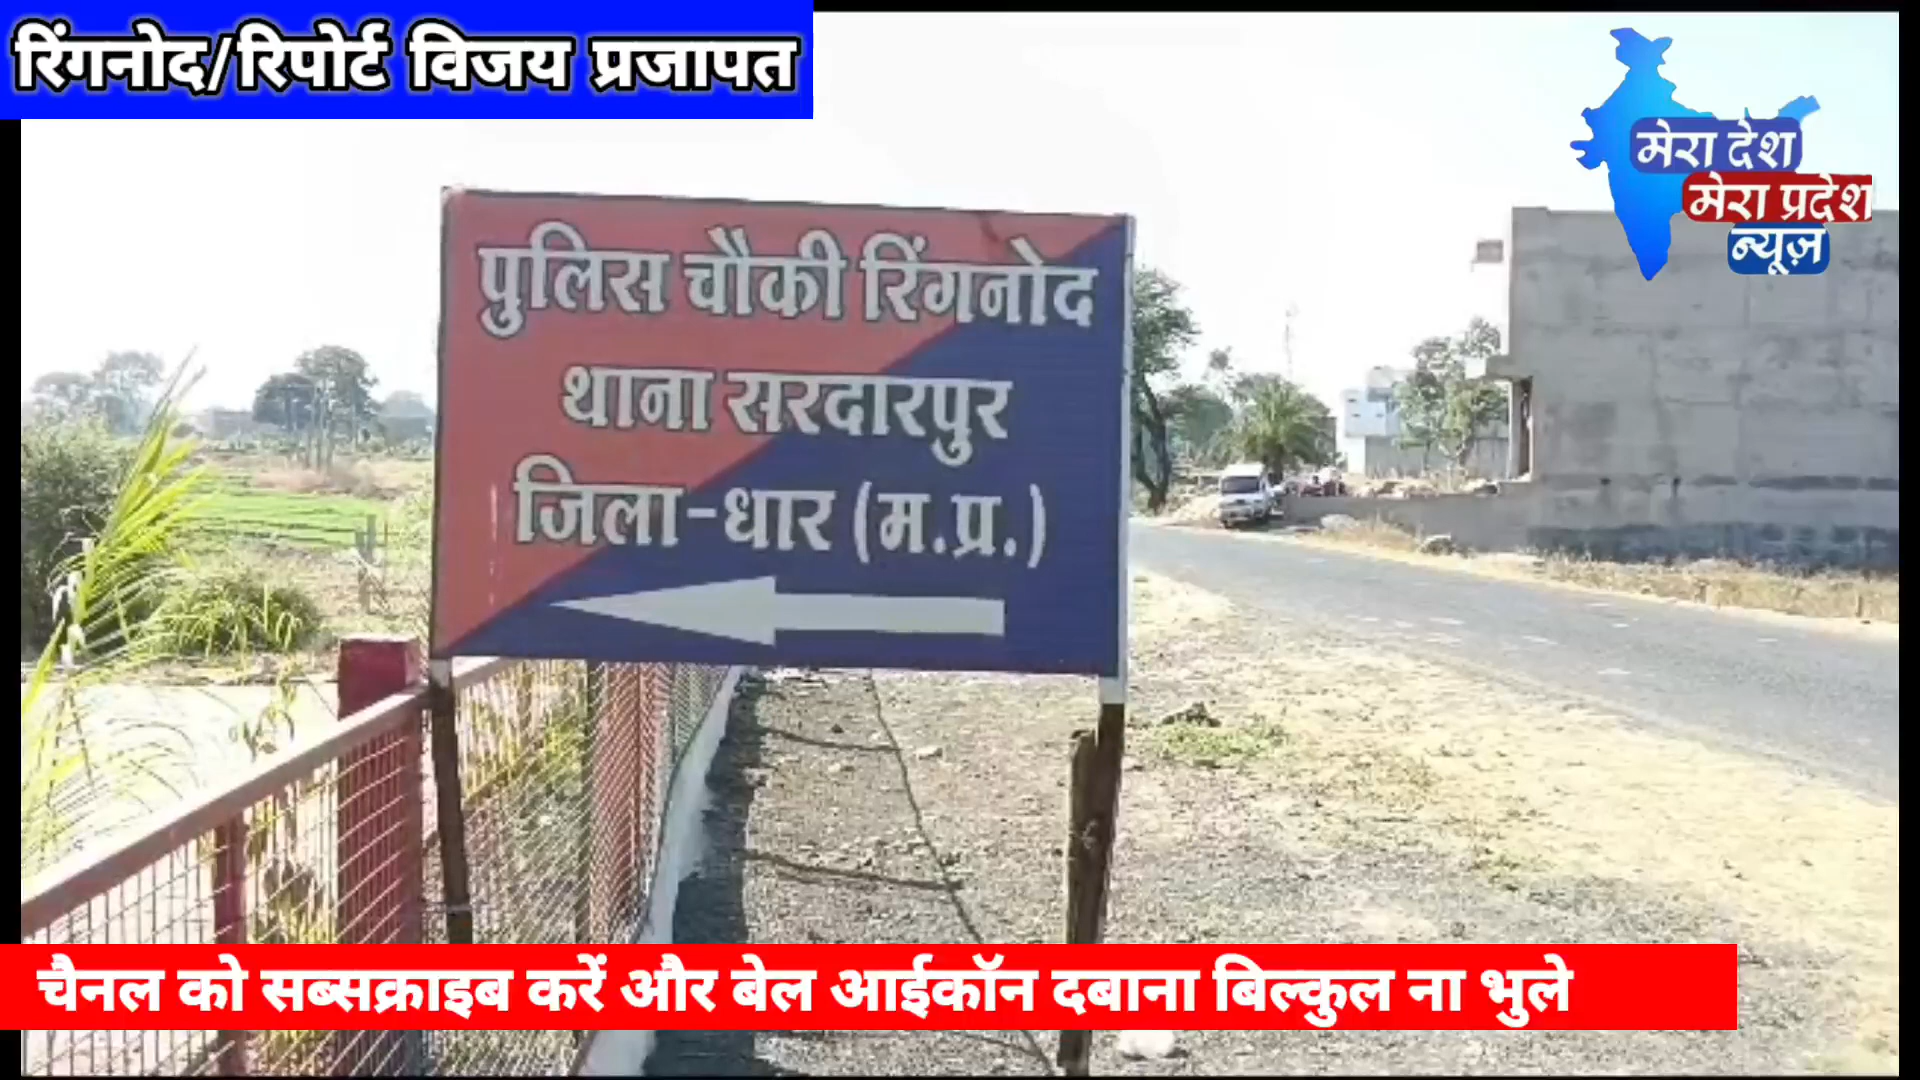 रिंगनोद/रिपोर्ट विजय प्रजापत
मेरा देश
मेरा प्रदेश
न्यूज़
पुलिस चौकी रिंगनोद
थाना सरदारपुर
जिला-धार (म.प्र.)
चैनल को सब्सक्राइब करें और बेल आईकॉन दबाना बिल्कुल ना भुले